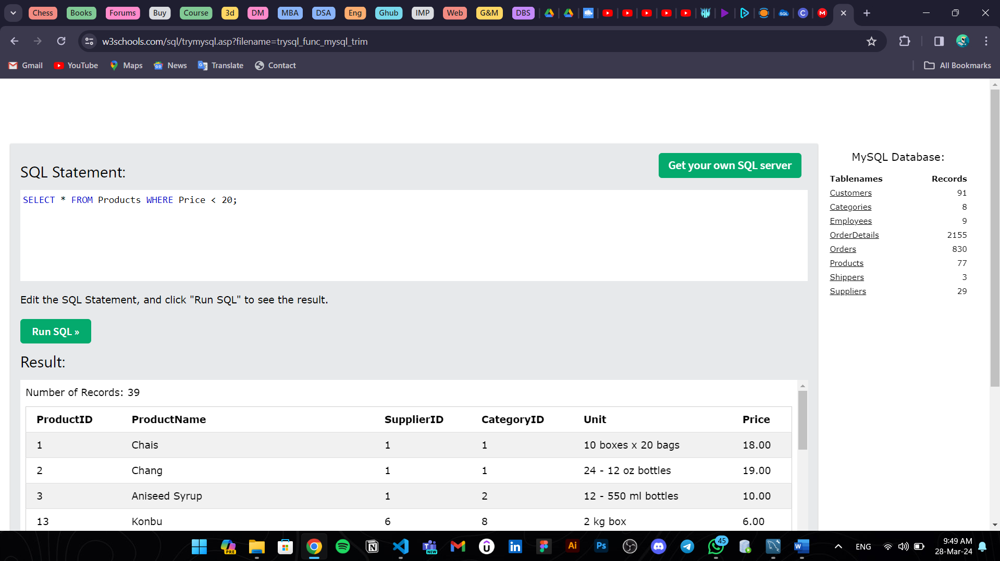 Chess Books Forums Buy Course 3d DM MBA DSA Eng Ghub IMP Web G&M DBS
w3schools.com/sql/trymysql.asp?filename=trysql_func_mysql_trim
Gmail YouTube Maps News Translate Contact All Bookmarks
SQL Statement:
Get your own SQL server
SELECT * FROM Products WHERE Price < 20;
Edit the SQL Statement, and click "Run SQL" to see the result.
Run SQL »
Result:
Number of Records: 39
ProductID ProductName SupplierID CategoryID Unit Price
1 Chais 1 1 10 boxes x 20 bags 18.00
2 Chang 1 1 24 - 12 oz bottles 19.00
3 Aniseed Syrup 1 2 12 - 550 ml bottles 10.00
13 Konbu 6 8 2 kg box 6.00
MySQL Database:
Tablenames Records
Customers 91
Categories 8
Employees 9
OrderDetails 2155
Orders 830
Products 77
Shippers 3
Suppliers 29
PRE
NEW
in
Ai
Ps
45
W
ENG
9:49 AM
28-Mar-24